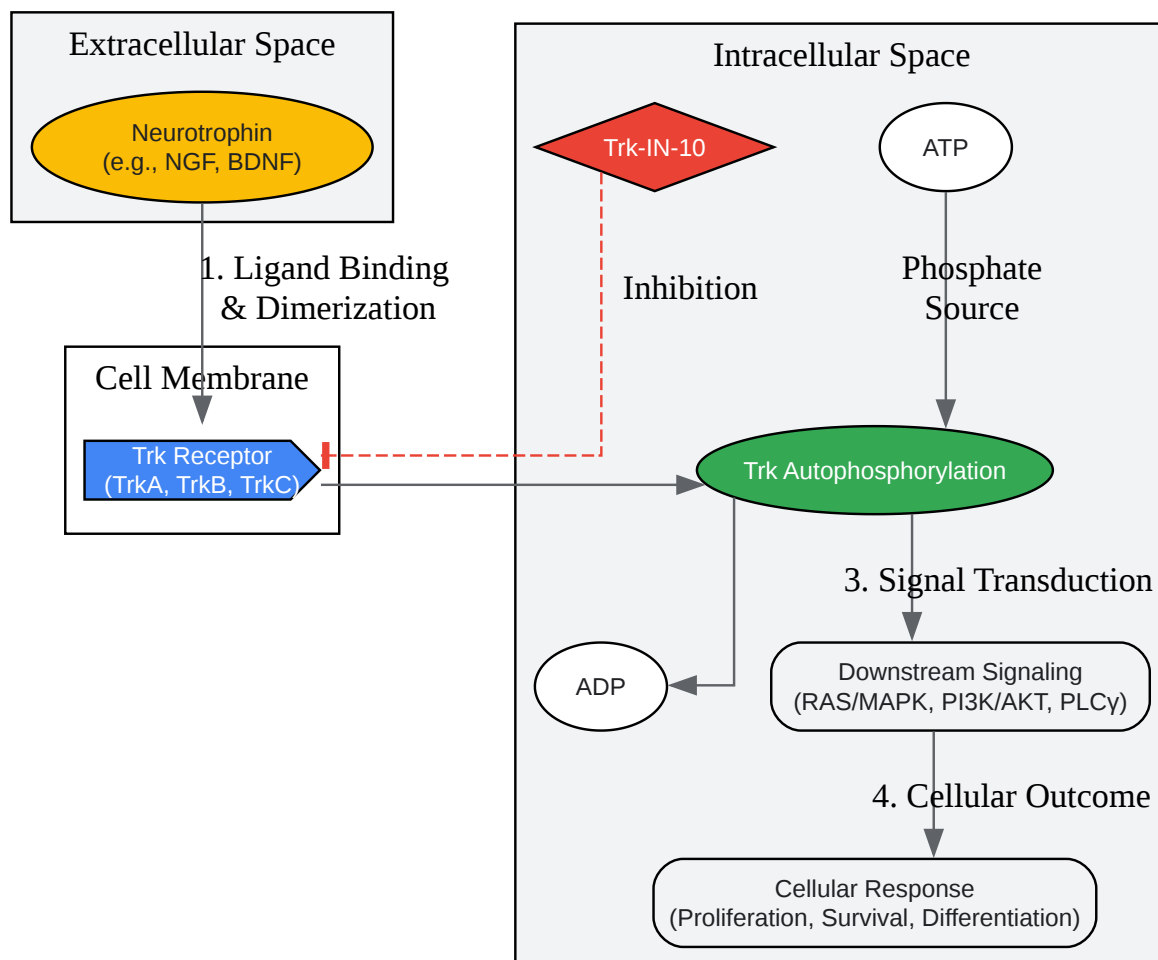 Extracellular Space
Neurotrophin
(e.g., NGF, BDNF)
1. Ligand Binding
& Dimerization
Cell Membrane
Trk Receptor
(TrkA, TrkB, TrkC)
Intracellular Space
Trk-IN-10
ATP
Inhibition
Phosphate
Source
Trk Autophosphorylation
3. Signal Transduction
ADP
Downstream Signaling
(RAS/MAPK, PI3K/AKT, PLCγ)
4. Cellular Outcome
Cellular Response
(Proliferation, Survival, Differentiation)